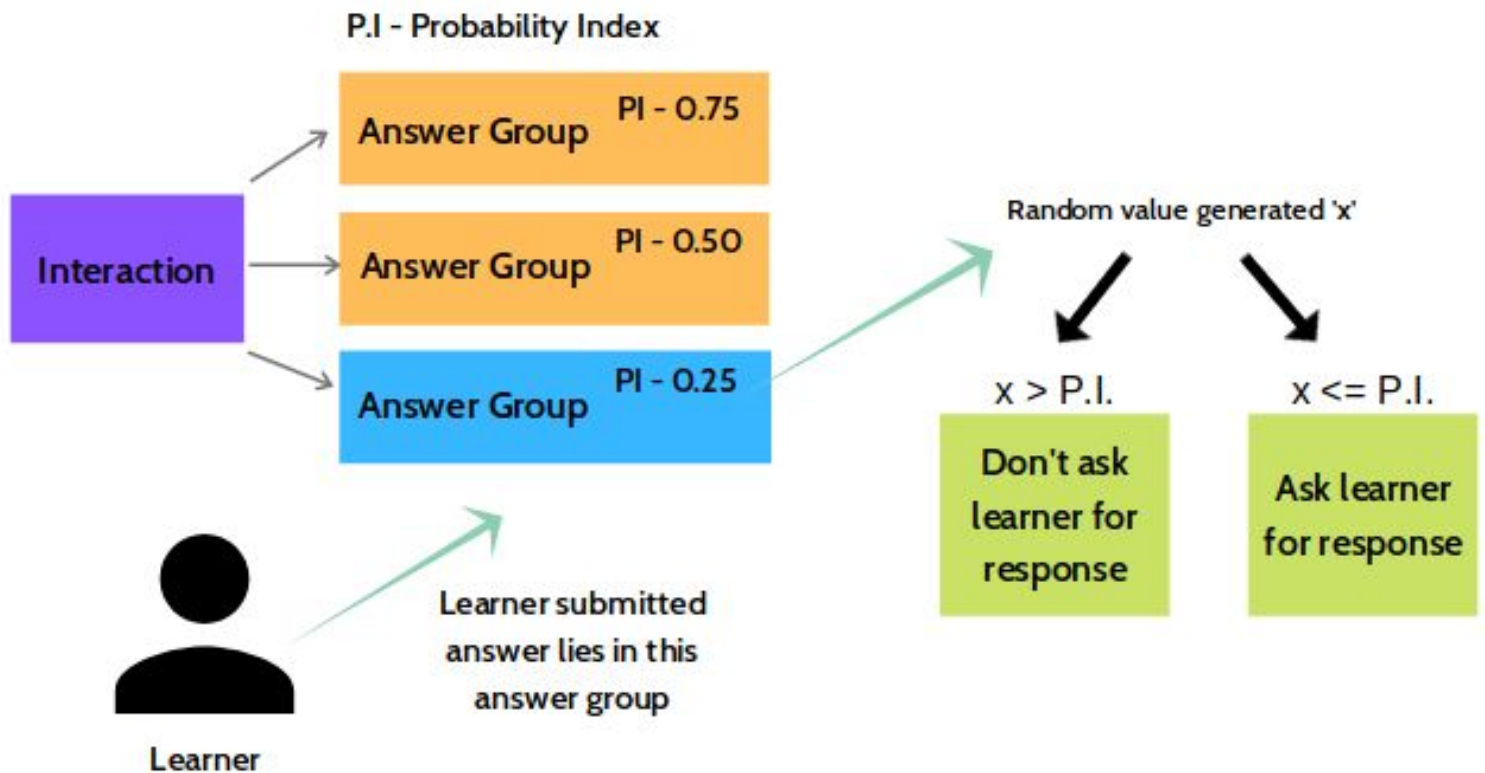 P.I - Probability Index
Answer Group PI - 0.75
Interaction
Answer Group PI - 0.50
Answer Group PI - 0.25
Learner
Learner submitted
answer lies in this
answer group
Random value generated 'x'
x > P.I.
Don't ask
learner for
response
x <= P.I.
Ask learner
for response